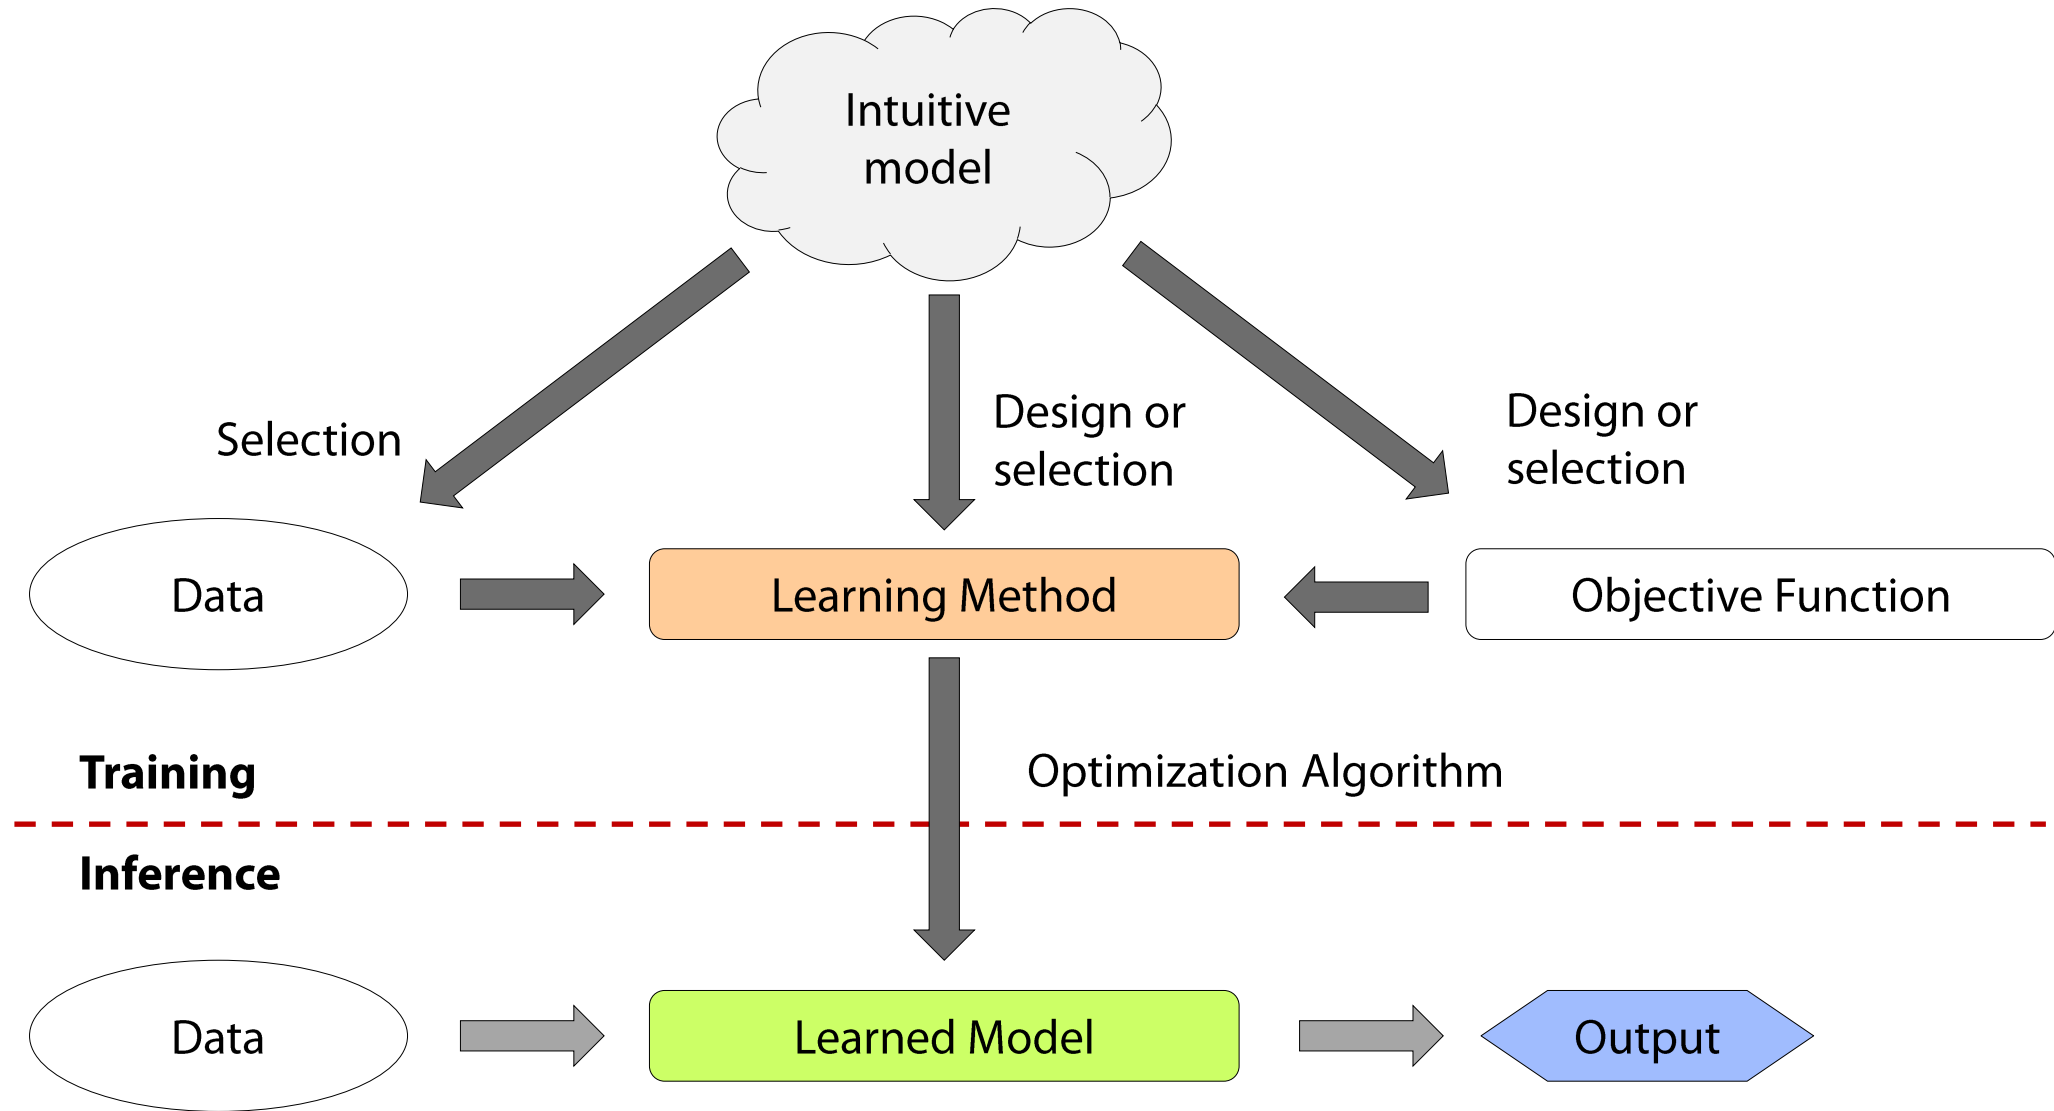 Intuitive
model
Selection
Design or
selection
Design or
selection
Data
Learning Method
Objective Function
Training
Optimization Algorithm
Inference
Data
Learned Model
Output